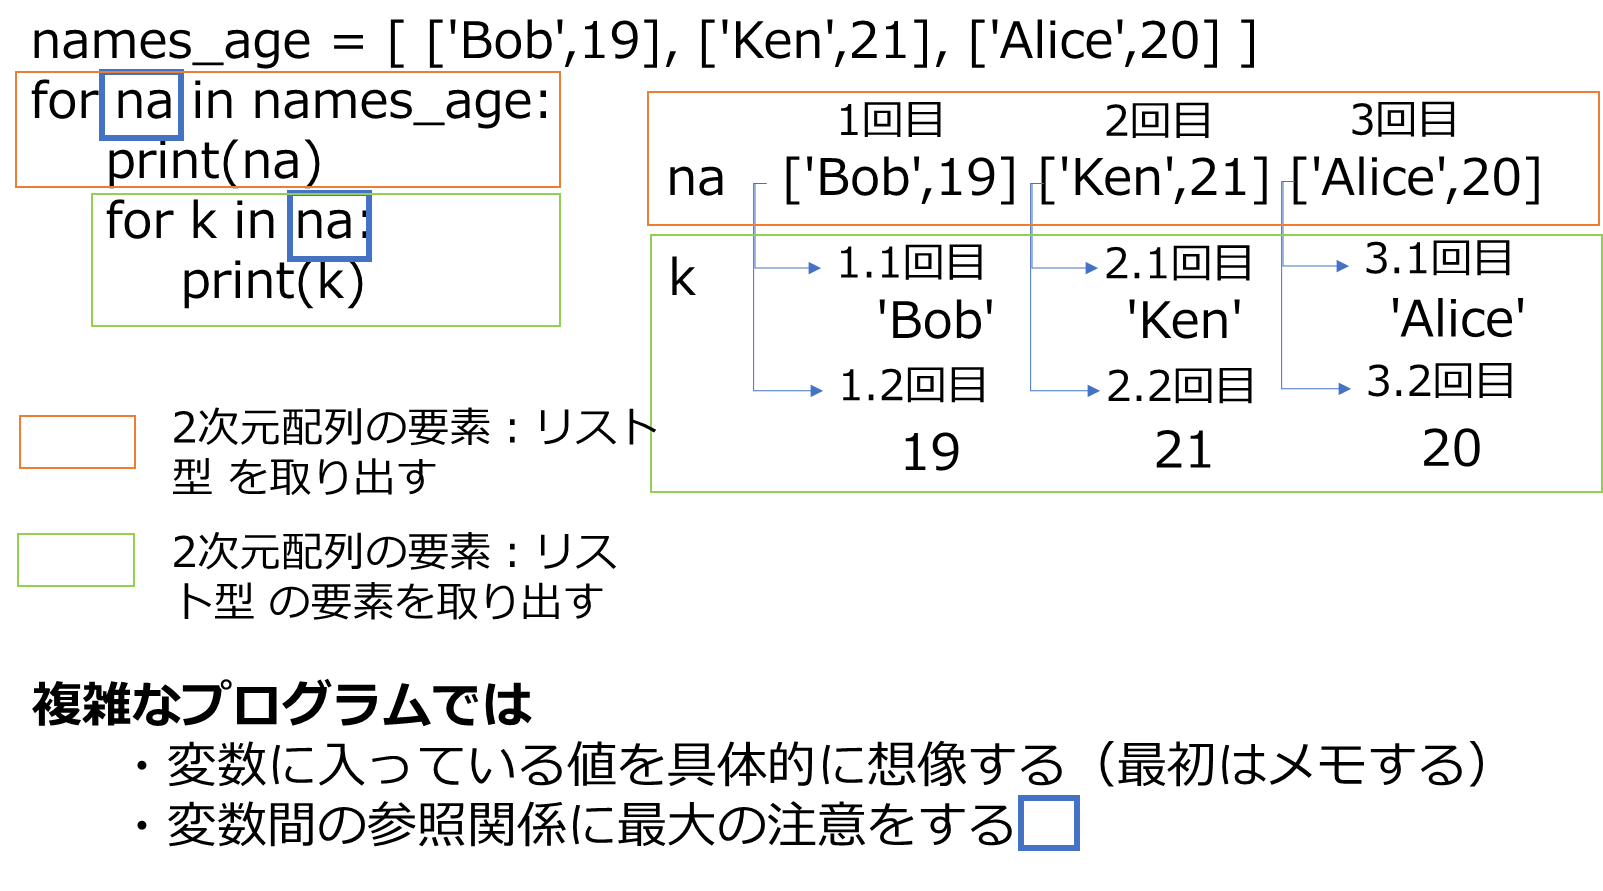 names_age = [ ['Bob',19], ['Ken',21], ['Alice',20] ]
for na in names_age:
print(na)
for k in na:
print(k)
1回目 2回目 3回目
na ['Bob',19] ['Ken',21] ['Alice',20]
k 1.1回目 2.1回目 3.1回目
'Bob' 'Ken' 'Alice'
1.2回目 2.2回目 3.2回目
19 21 20
2次元配列の要素：リスト
型 を取り出す
2次元配列の要素：リス
ト型 の要素を取り出す
複雑なプログラムでは
・変数に入っている値を具体的に想像する（最初はメモする）
・変数間の参照関係に最大の注意をする